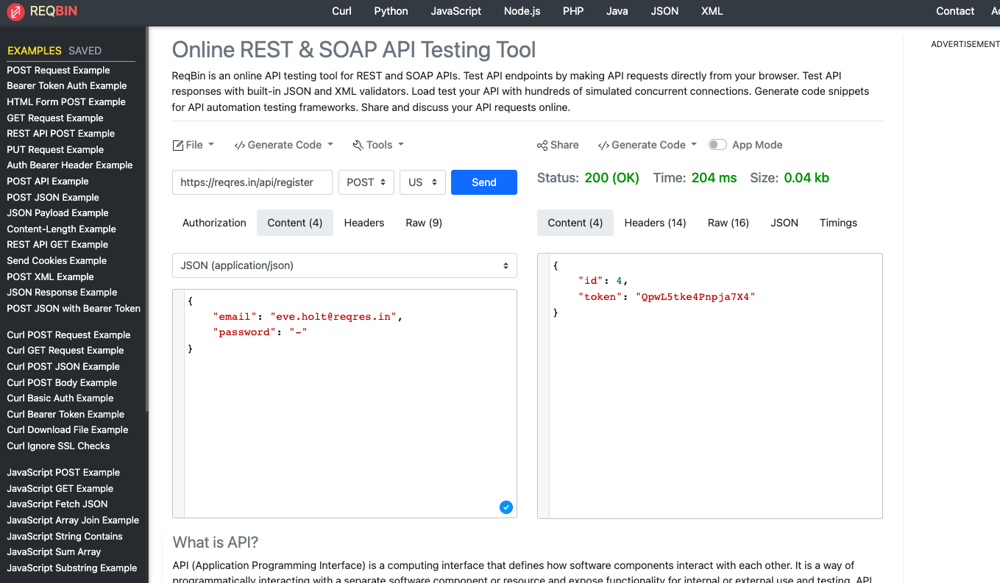 REQBIN
Curl Python JavaScript Node.js PHP Java JSON XML
Contact
ADVERTISEMENT
EXAMPLES SAVED
POST Request Example
Bearer Token Auth Example
HTML Form POST Example
GET Request Example
REST API POST Example
PUT Request Example
Auth Bearer Header Example
POST API Example
POST JSON Example
JSON Payload Example
Content-Length Example
REST API GET Example
Send Cookies Example
POST XML Example
JSON Response Example
POST JSON with Bearer Token
Curl POST Request Example
Curl GET Request Example
Curl POST JSON Example
Curl POST Body Example
Curl Basic Auth Example
Curl Bearer Token Example
Curl Download File Example
Curl Ignore SSL Checks
JavaScript POST Example
JavaScript GET Example
JavaScript Fetch JSON
JavaScript Array Join Example
JavaScript String Contains
JavaScript Sum Array
JavaScript Substring Example
Online REST & SOAP API Testing Tool
ReqBin is an online API testing tool for REST and SOAP APIs. Test API endpoints by making API requests directly from your browser. Test API
responses with built-in JSON and XML validators. Load test your API with hundreds of simulated concurrent connections. Generate code snippets
for API automation testing frameworks. Share and discuss your API requests online.
File </> Generate Code Tools
https://reqres.in/api/register POST US Send
Authorization Content (4) Headers Raw (9)
JSON (application/json)
{
"email": "eve.holt@reqres.in",
"password": "-"
}
Share </> Generate Code App Mode
Status: 200 (OK) Time: 204 ms Size: 0.04 kb
Content (4) Headers (14) Raw (16) JSON Timings
{
"id": 4,
"token": "QpwL5tke4Pnpja7X4"
}
What is API?
API (Application Programming Interface) is a computing interface that defines how software components interact with each other. It is a way of
programmatically interacting with a separate software component or resource and expose functionality for internal or external use and testing. API